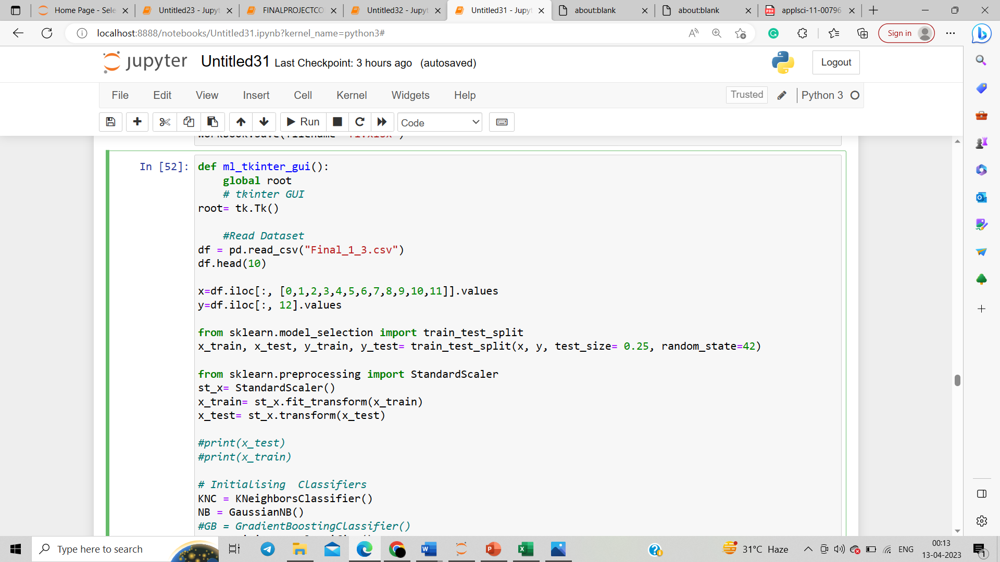 Home Page - Sele
Untitled23 - Jupyt
FINALPROJECTCO
Untitled32 - Jupyt
Untitled31 - Jupyt
about:blank
about:blank
PDF
applsci-11-00796
localhost:8888/notebooks/Untitled31.ipynb?kernel_name=python3#
Sign in
jupyter Untitled31 Last Checkpoint: 3 hours ago (autosaved)
Logout
File Edit View Insert Cell Kernel Widgets Help
Trusted
Python 3
Run
Code
In [52]:
def ml_tkinter_gui():
    global root
    # tkinter GUI
root= tk.Tk()
    #Read Dataset
df = pd.read_csv("Final_1_3.csv")
df.head(10)
x=df.iloc[:, [0,1,2,3,4,5,6,7,8,9,10,11]].values
y=df.iloc[:, 12].values
from sklearn.model_selection import train_test_split
x_train, x_test, y_train, y_test= train_test_split(x, y, test_size= 0.25, random_state=42)
from sklearn.preprocessing import StandardScaler
st_x= StandardScaler()
x_train= st_x.fit_transform(x_train)
x_test= st_x.transform(x_test)
#print(x_test)
#print(x_train)
# Initialising  Classifiers
KNC = KNeighborsClassifier()
NB = GaussianNB()
#GB = GradientBoostingClassifier()
Type here to search
31°C Haze
ENG
00:13
13-04-2023
1